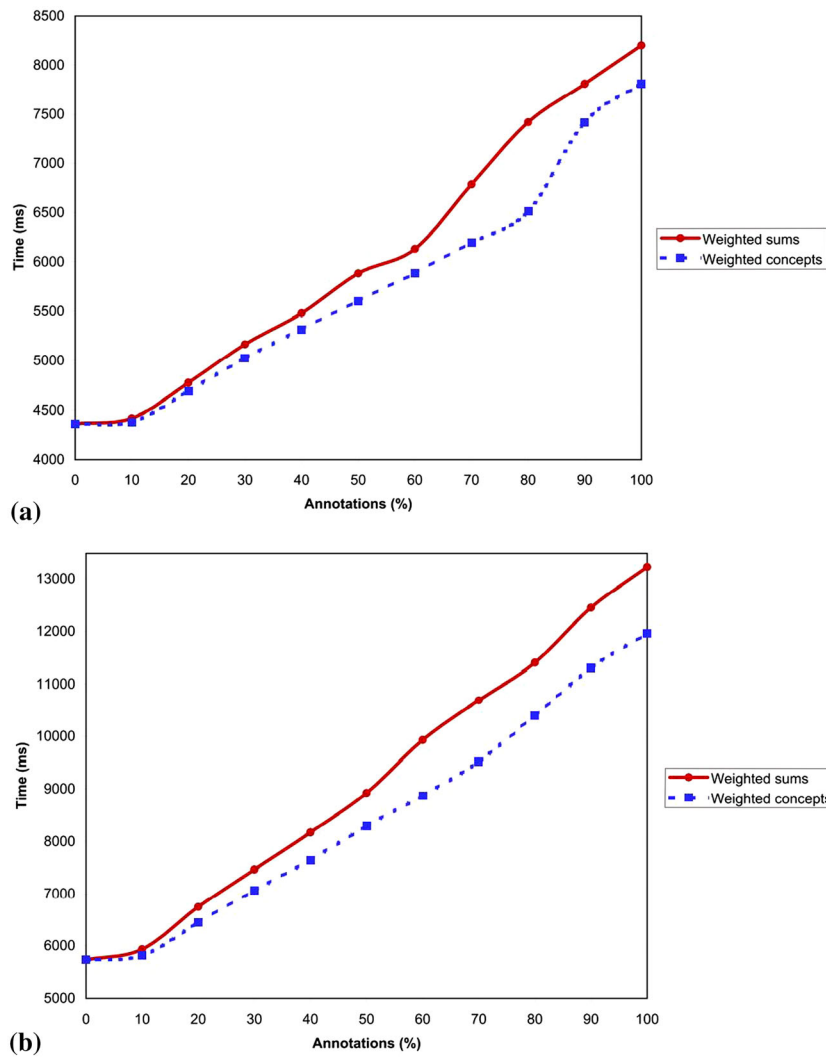 8500
8000
7500
7000
6500
6000
5500
5000
4500
4000
Time (ms)
0 10 20 30 40 50 60 70 80 90 100
Annotations (%)
Weighted sums
Weighted concepts
(a)
13000
12000
11000
10000
9000
8000
7000
6000
5000
Time (ms)
0 10 20 30 40 50 60 70 80 90 100
Annotations (%)
Weighted sums
Weighted concepts
(b)